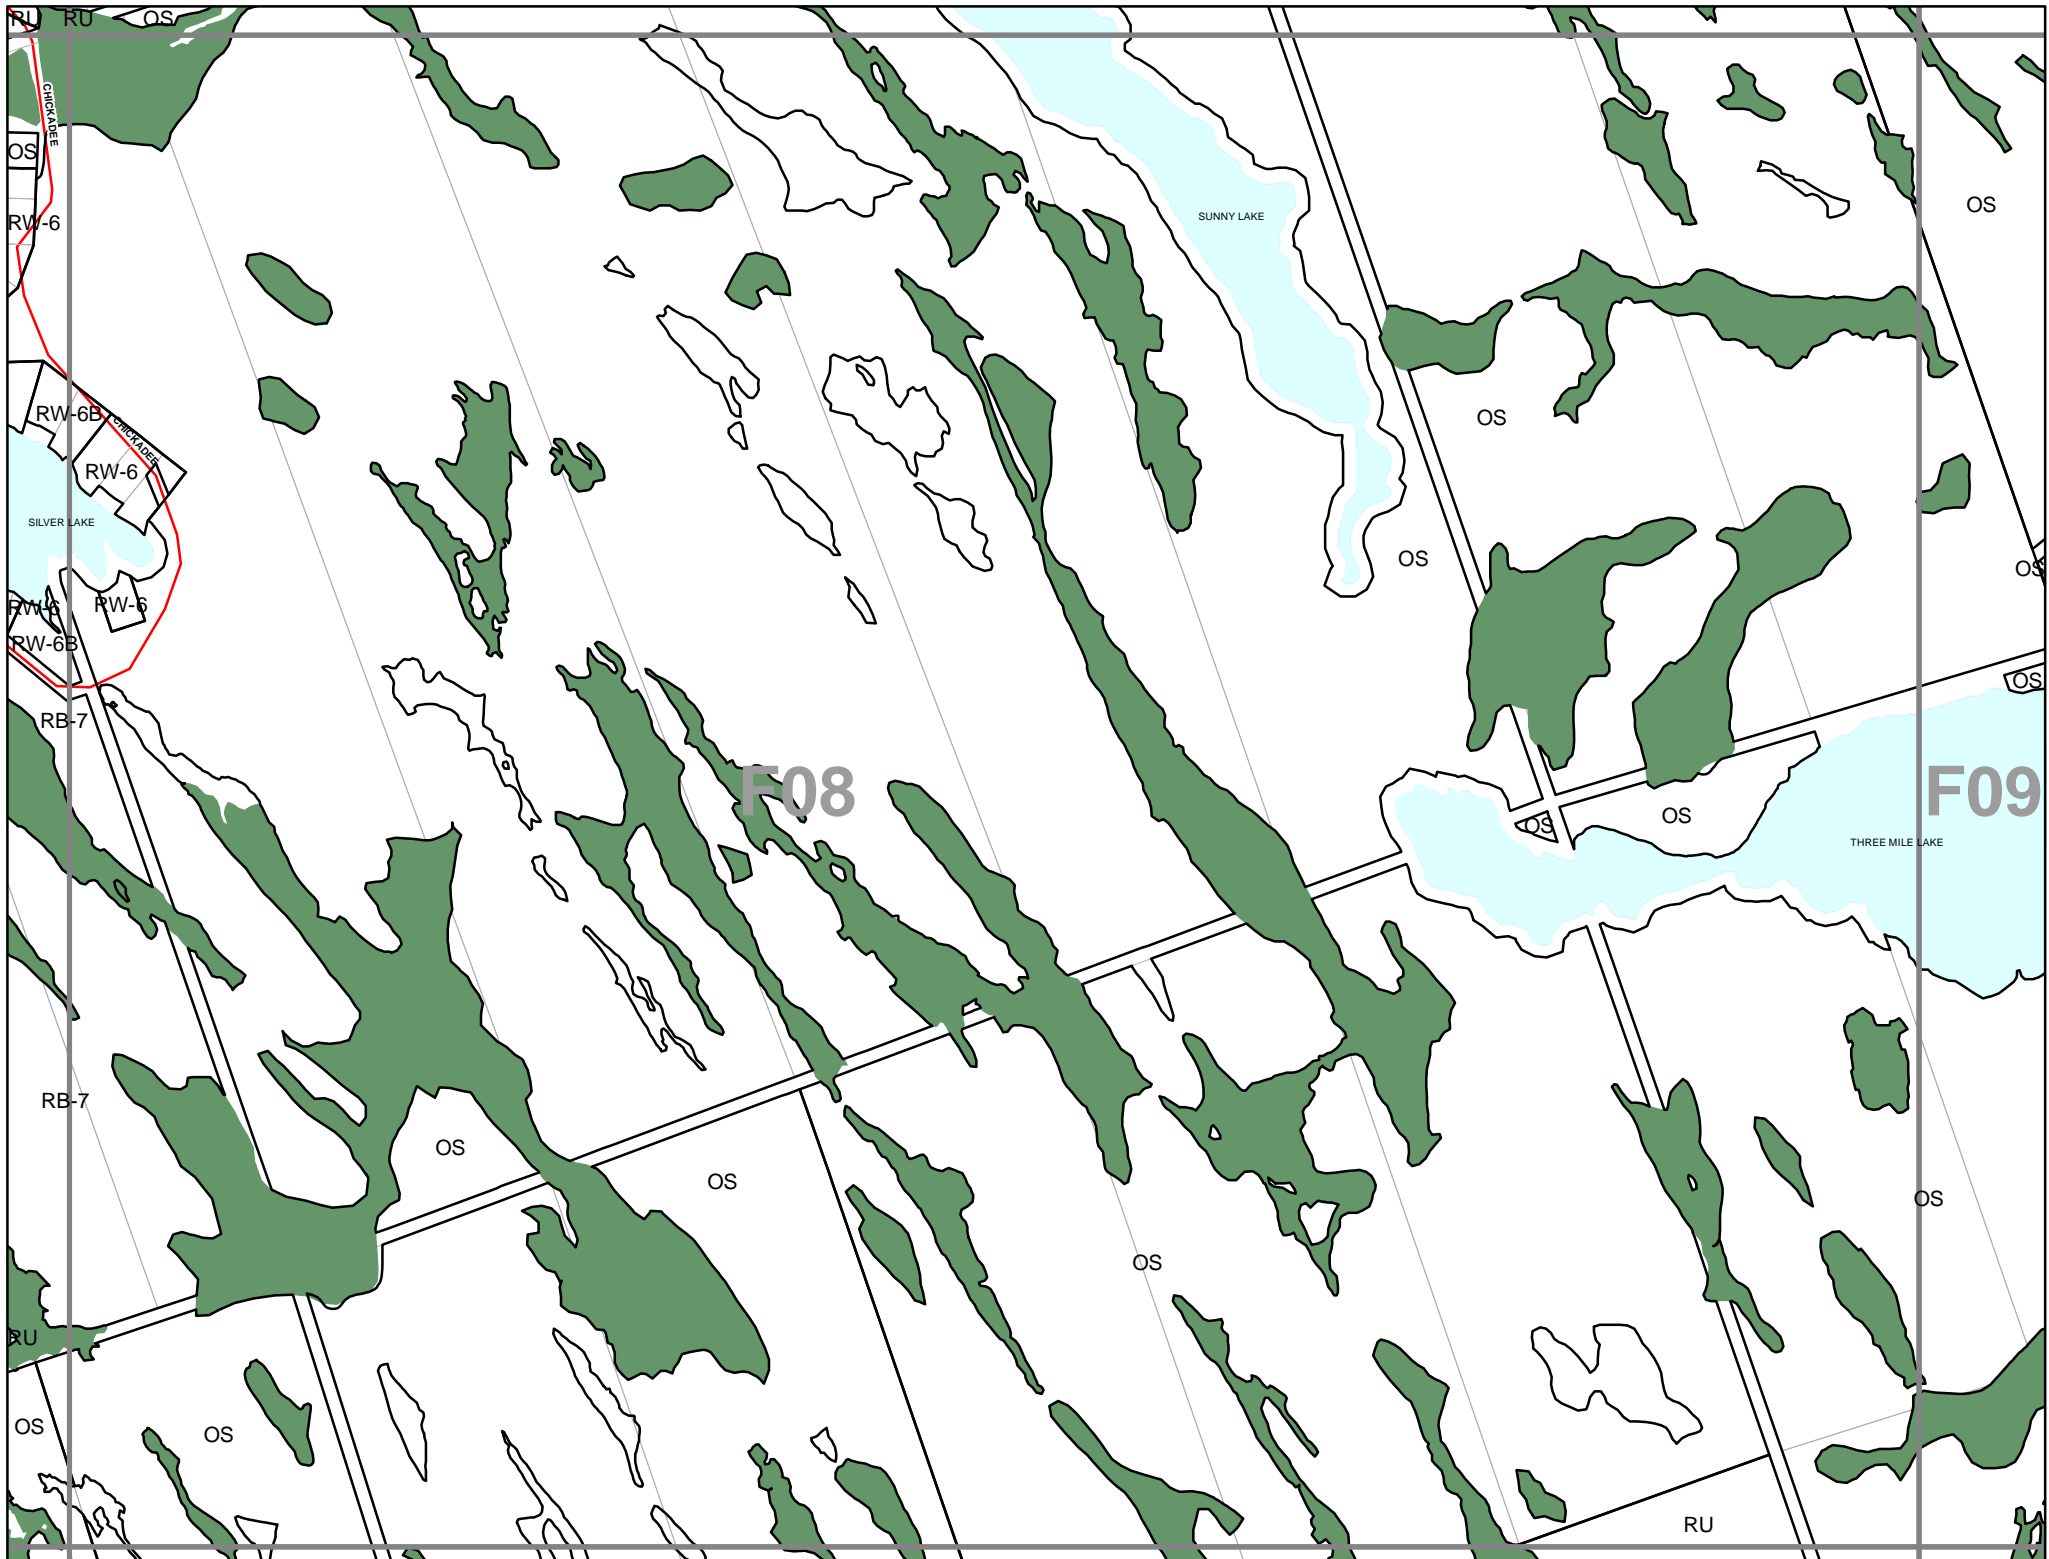 RU
RU
OS
CHICKADEE
OS
RW-6
OS
SUNNY LAKE
RW-6B
CHICKADEE
OS
RW-6
SILVER LAKE
OS
OS
RW-6
RW-6
RW-6B
OS
RB-7
F08
F09
OS
OS
THREE MILE LAKE
RB-7
OS
OS
OS
OS
RU
OS
OS
RU